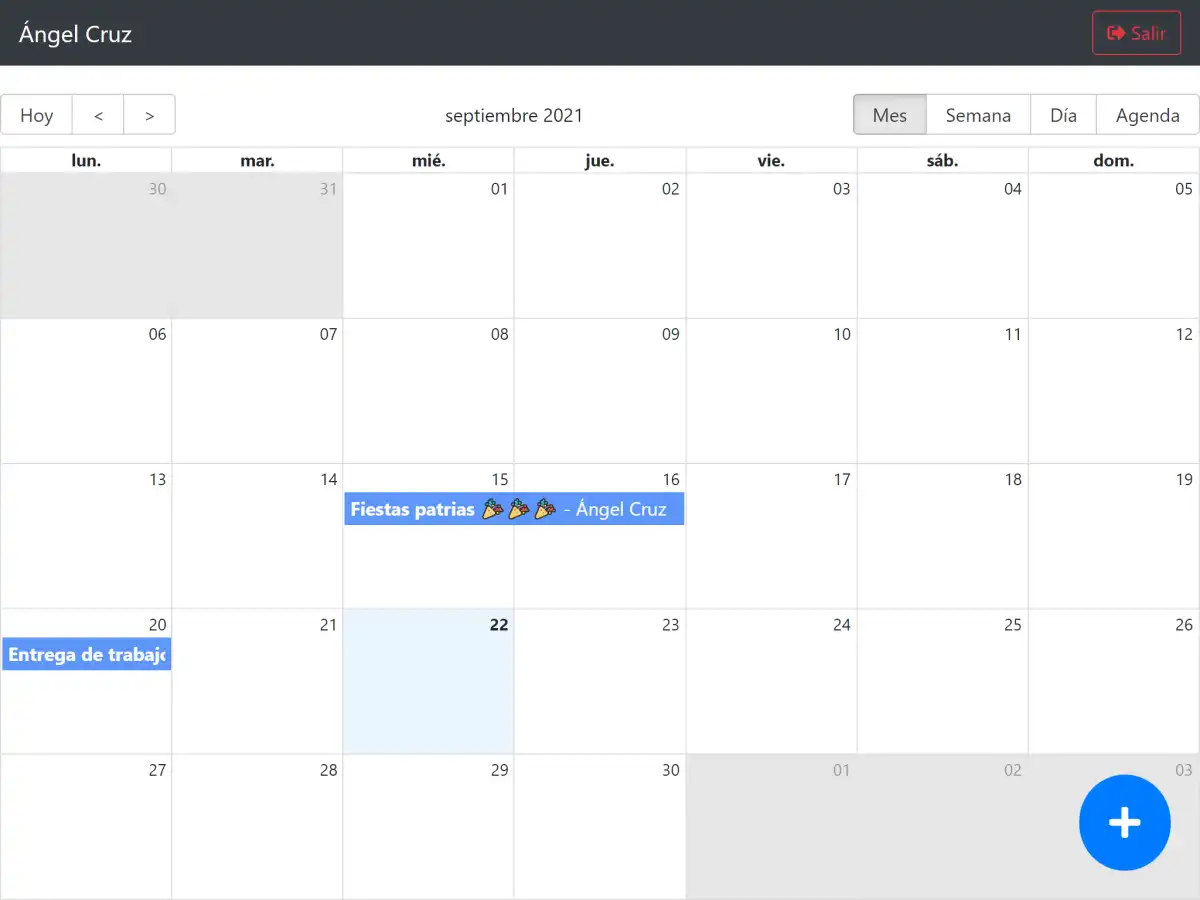 Ángel Cruz
Salir
Hoy < > septiembre 2021 Mes Semana Día Agenda
lun. mar. mié. jue. vie. sáb. dom.
30 31 01 02 03 04 05
06 07 08 09 10 11 12
13 14 15 16 17 18 19
Fiestas patrias 🌮🌮🌮 - Ángel Cruz
20 21 22 23 24 25 26
Entrega de trabajo
27 28 29 30 01 02 03